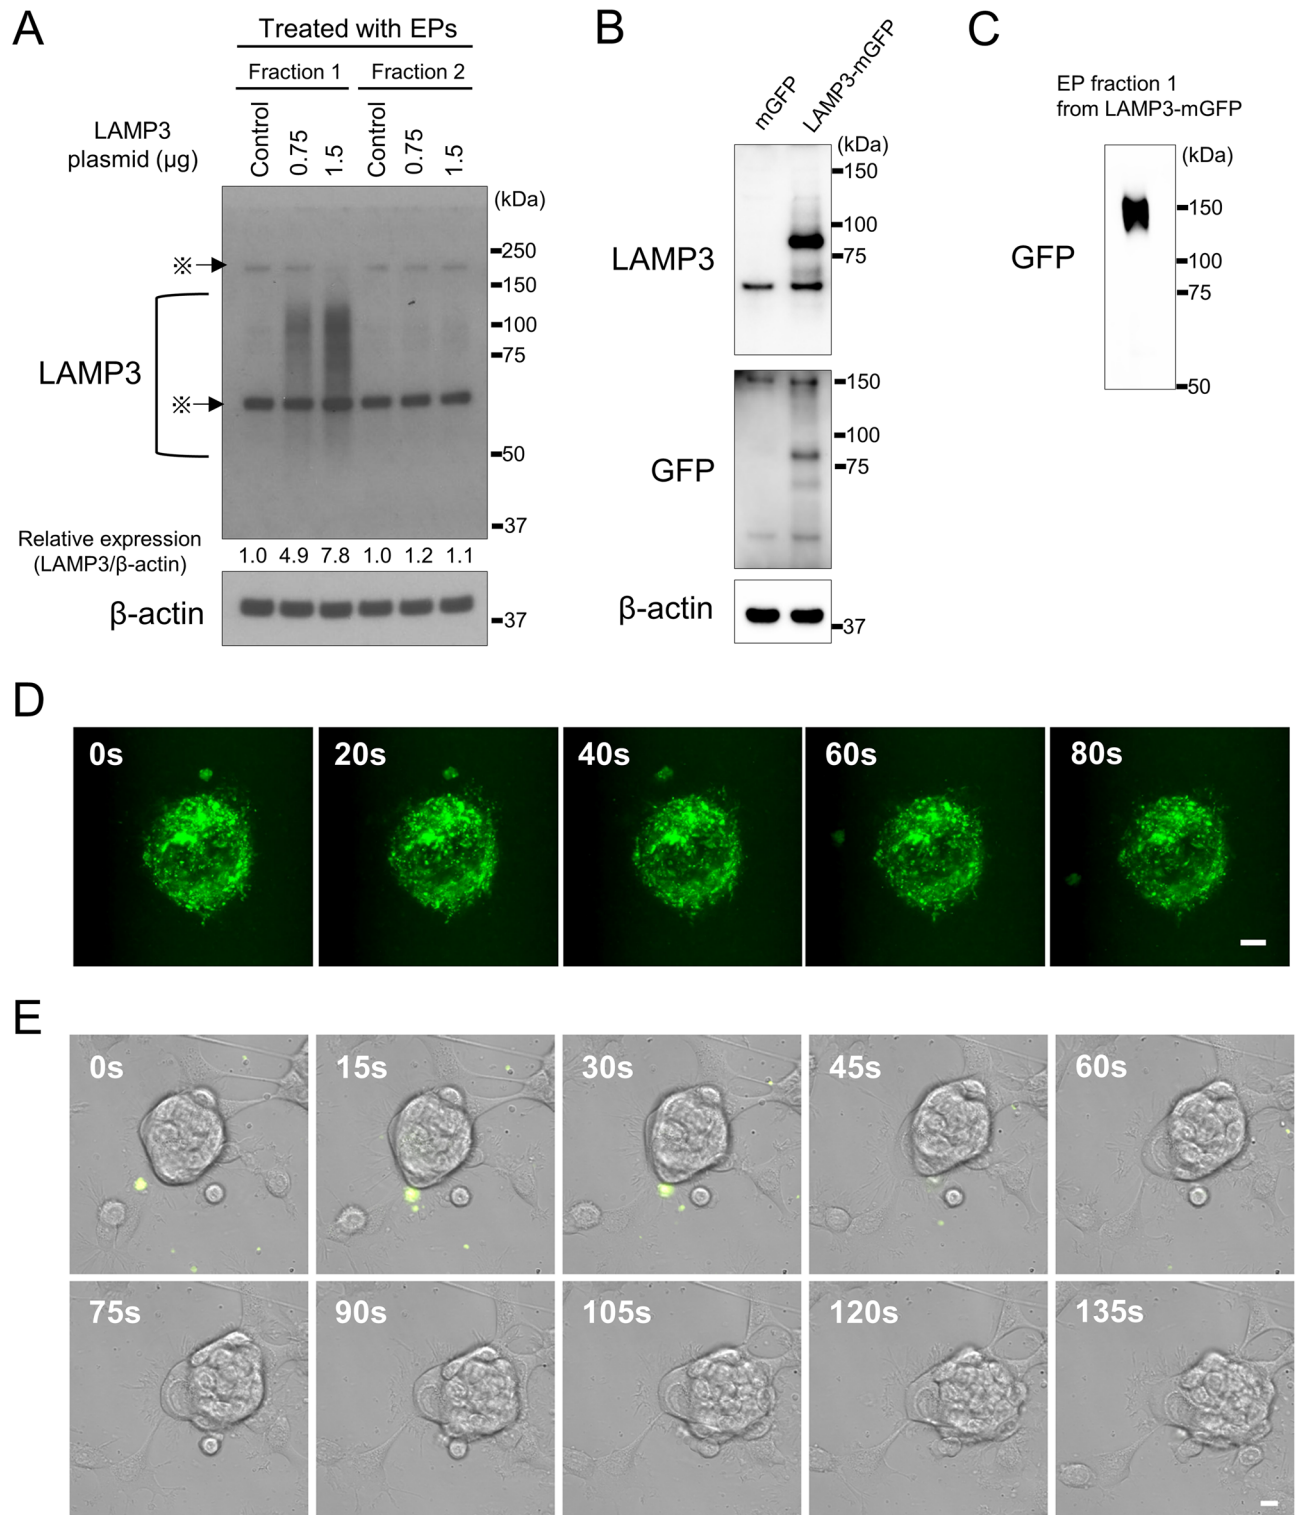 A
Treated with EPs
Fraction 1 Fraction 2
LAMP3
plasmid (μg)
Control 0.75 1.5 Control 0.75 1.5
(kDa)
※
250
150
LAMP3
100
75
※
50
37
Relative expression
(LAMP3/β-actin)
1.0 4.9 7.8 1.0 1.2 1.1
β-actin
37
B
mGFP LAMP3-mGFP
(kDa)
150
100
LAMP3
75
150
100
GFP
75
β-actin
37
C
EP fraction 1
from LAMP3-mGFP
(kDa)
150
GFP
100
75
50
D
0s 20s 40s 60s 80s
E
0s 15s 30s 45s 60s
75s 90s 105s 120s 135s